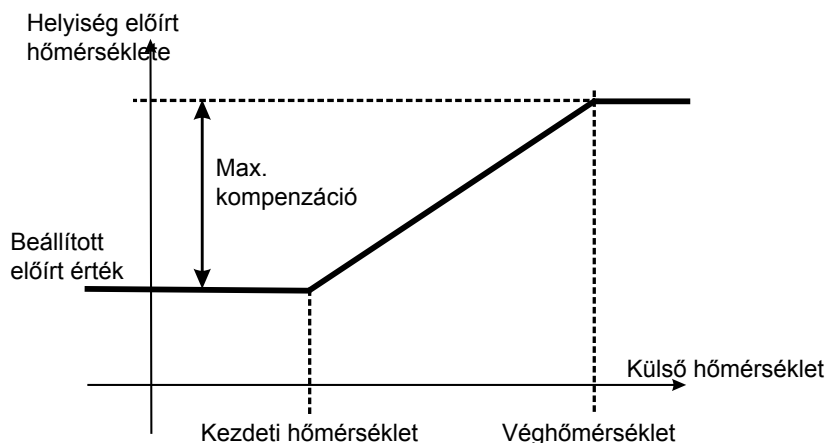 Helyiség előírt
hőmérséklete
Max.
kompenzáció
Beállított
előírt érték
Külső hőmérséklet
Kezdeti hőmérséklet
Véghőmérséklet